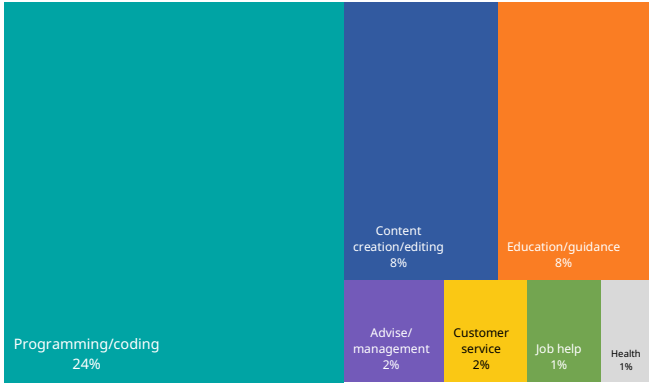 Programming/coding
24%
Content
creation/editing
8%
Education/guidance
8%
Advise/
management
2%
Customer
service
2%
Job help
1%
Health
1%